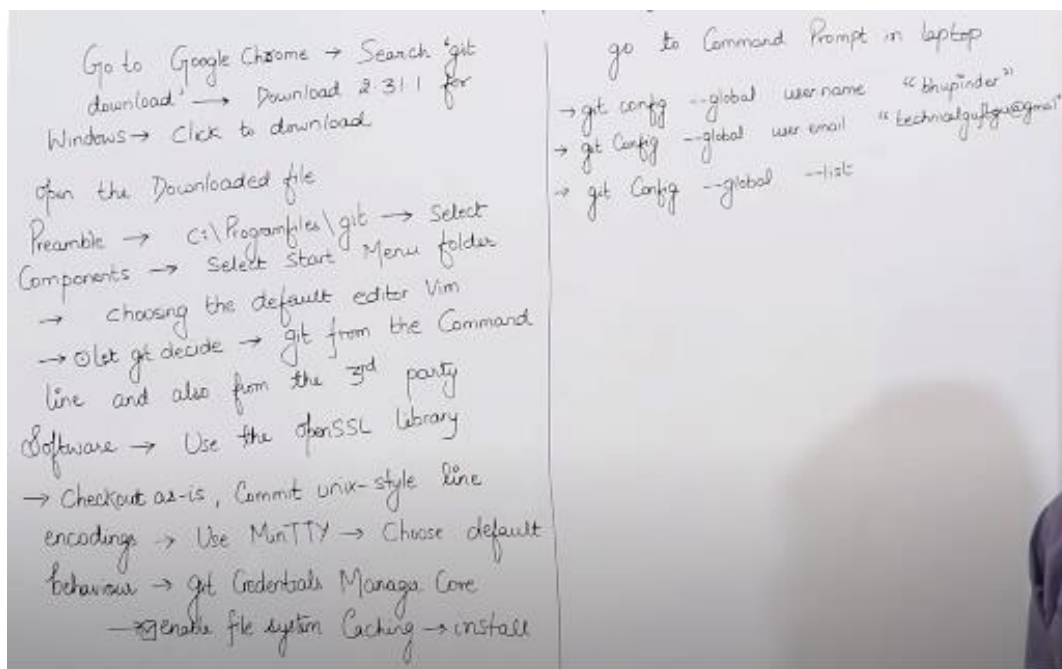 Go to Google Chrome → Search 'git
download' → Download 2.31.1 for
Windows → Click to download
Open the Downloaded file
Preamble → C:\Programfiles\git → Select
Components → Select Start Menu folder
→ choosing the default editor Vim
→ let git decide → git from the Command
line and also from the 3rd party
Software → Use the openSSL Library
→ Checkout as-is, Commit unix-style line
encodings → Use MinTTY → Choose default
behaviour → git Credentials Manager Core
→ enable file system Caching → install
go to Command Prompt in laptop
→ git config --global user name "bhupinder"
→ git Config --global user email "technicalguftgu@gmail"
→ git Config --global --list